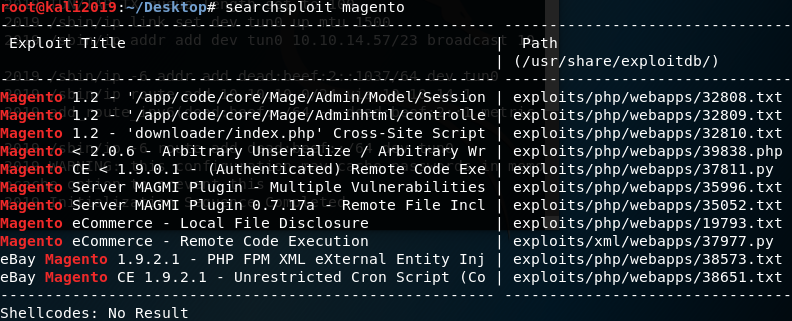 root@kali2019:~/Desktop# searchsploit magento
Exploit Title | Path
| (/usr/share/exploitdb/)
Magento 1.2 - '/app/code/core/Mage/Admin/Model/Session | exploits/php/webapps/32808.txt
Magento 1.2 - '/app/code/core/Mage/Adminhtml/controlle | exploits/php/webapps/32809.txt
Magento 1.2 - 'downloader/index.php' Cross-Site Script | exploits/php/webapps/32810.txt
Magento < 2.0.6 - Arbitrary Unserialize / Arbitrary Wr | exploits/php/webapps/39838.php
Magento CE < 1.9.0.1 - (Authenticated) Remote Code Exe | exploits/php/webapps/37811.py
Magento Server MAGMI Plugin - Multiple Vulnerabilities | exploits/php/webapps/35996.txt
Magento Server MAGMI Plugin 0.7.17a - Remote File Incl | exploits/php/webapps/35052.txt
Magento eCommerce - Local File Disclosure | exploits/php/webapps/19793.txt
Magento eCommerce - Remote Code Execution | exploits/xml/webapps/37977.py
eBay Magento 1.9.2.1 - PHP FPM XML eXternal Entity Inj | exploits/php/webapps/38573.txt
eBay Magento CE 1.9.2.1 - Unrestricted Cron Script (Co | exploits/php/webapps/38651.txt
Shellcodes: No Result